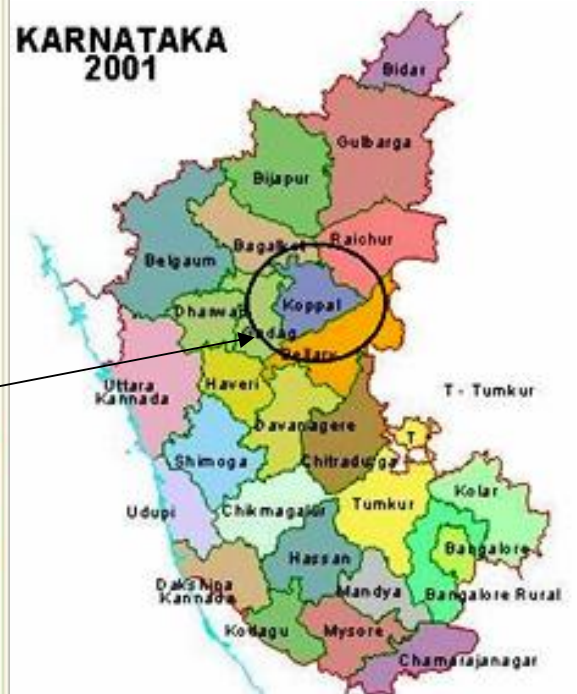 KARNATAKA
2001
Bidar
Gulbarga
Bijapur
Bagalkot
Raichur
Belgaum
Koppal
Dharwad
Gadag
Bellary
Uttara
Kannada
Haveri
T - Tumkur
Davanagere
T
Shimoga
Chitradurga
Kolar
Tumkur
Udupi
Chikmagalur
Bangalore
Hassan
Dakshina
Kannada
Mandya
Bangalore Rural
Kodagu
Mysore
Chamarajanagar